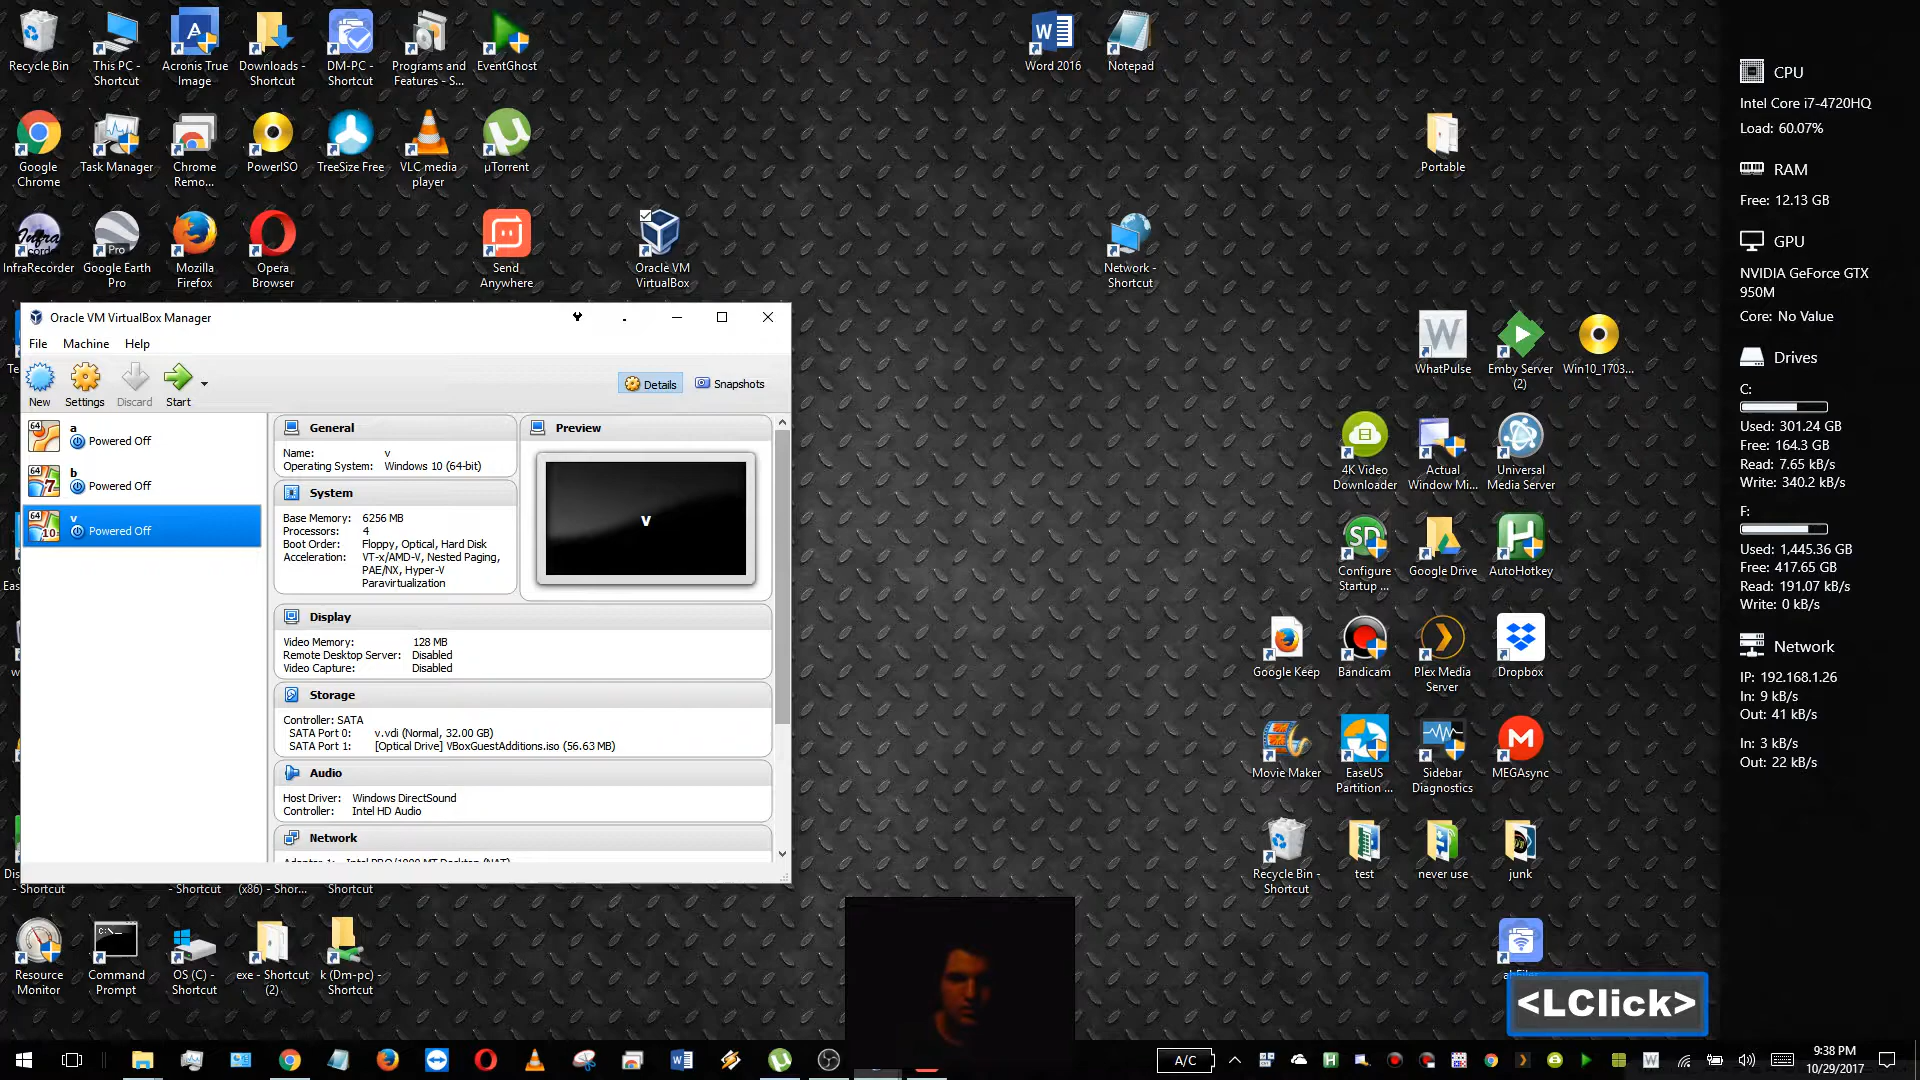 Recycle Bin
This PC -
Shortcut
Acronis True
Image
Downloads -
Shortcut
DM-PC -
Shortcut
Programs and
Features - S...
EventGhost
Word 2016
Notepad
Google
Chrome
Task Manager
Chrome
Remo...
PowerISO
TreeSize Free
VLC media
player
µTorrent
Portable
InfraRecorder
Google Earth
Pro
Mozilla
Firefox
Opera
Browser
Send
Anywhere
Oracle VM
VirtualBox
Network -
Shortcut
Oracle VM VirtualBox Manager
File Machine Help
New
Settings
Discard
Start
Details
Snapshots
a
Powered Off
b
Powered Off
v
Powered Off
General
Name: v
Operating System: Windows 10 (64-bit)
System
Base Memory: 6256 MB
Processors: 4
Boot Order: Floppy, Optical, Hard Disk
Acceleration: VT-x/AMD-V, Nested Paging,
PAE/NX, Hyper-V
Paravirtualization
Preview
v
Display
Video Memory: 128 MB
Remote Desktop Server: Disabled
Video Capture: Disabled
Storage
Controller: SATA
SATA Port 0: v.vdi (Normal, 32.00 GB)
SATA Port 1: [Optical Drive] VBoxGuestAdditions.iso (56.63 MB)
Audio
Host Driver: Windows DirectSound
Controller: Intel HD Audio
Network
Adapter 1: Intel PRO/1000 MT Desktop (NAT)
WhatPulse
Emby Server
(2)
Win10_1703...
4K Video
Downloader
Actual
Window Mi...
Universal
Media Server
Configure
Startup ...
Google Drive
AutoHotkey
Google Keep
Bandicam
Plex Media
Server
Dropbox
Movie Maker
EaseUS
Partition ...
Sidebar
Diagnostics
MEGAsync
Recycle Bin -
Shortcut
test
never use
junk
- Shortcut
- Shortcut
(x86) - Shor...
Shortcut
Resource
Monitor
Command
Prompt
OS (C) -
Shortcut
exe - Shortcut
(2)
k (Dm-pc) -
Shortcut
<LClick>
CPU
Intel Core i7-4720HQ
Load: 60.07%
RAM
Free: 12.13 GB
GPU
NVIDIA GeForce GTX
950M
Core: No Value
Drives
C:
Used: 301.24 GB
Free: 164.3 GB
Read: 7.65 kB/s
Write: 340.2 kB/s
F:
Used: 1,445.36 GB
Free: 417.65 GB
Read: 191.07 kB/s
Write: 0 kB/s
Network
IP: 192.168.1.26
In: 9 kB/s
Out: 41 kB/s
In: 3 kB/s
Out: 22 kB/s
A/C
9:38 PM
10/29/2017